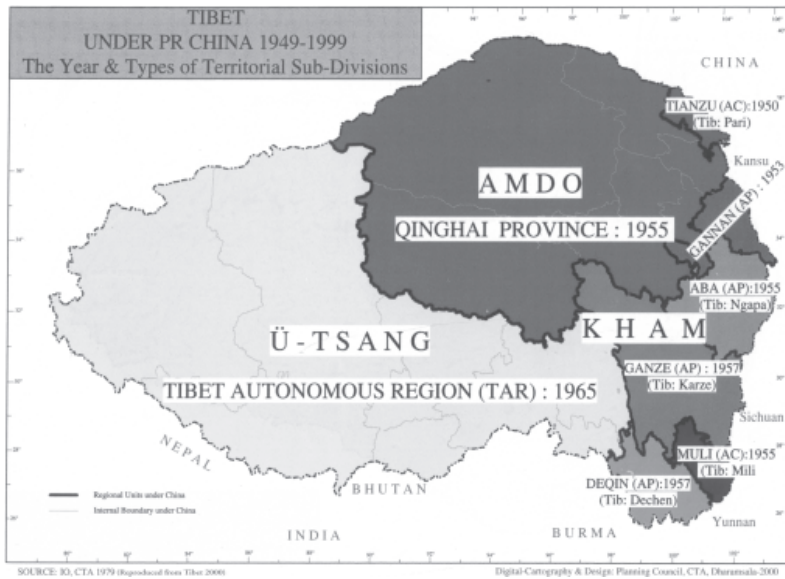 TIBET
UNDER PR CHINA 1949-1999
The Year & Types of Territorial Sub-Divisions
CHINA
TIANZU (AC):1950
(Tib: Pari)
Kansu
GANNAN (AP) : 1953
A M D O
QINGHAI PROVINCE : 1955
ABA (AP):1955
(Tib: Ngapa)
K H A M
Ü - T S A N G
GANZE (AP) : 1957
(Tib: Karze)
TIBET AUTONOMOUS REGION (TAR) : 1965
Sichuan
NEPAL
MULI (AC):1955
(Tib: Mili
DEQIN (AP):1957
(Tib: Dechen)
BHUTAN
Regional Units under China
Internal Boundary under China
Yunnan
INDIA
BURMA
SOURCE: IO, CTA 1979 (Reproduced from Tibet 2000)
Digital-Cartography & Design: Planning Council, CTA, Dharamsala-2000